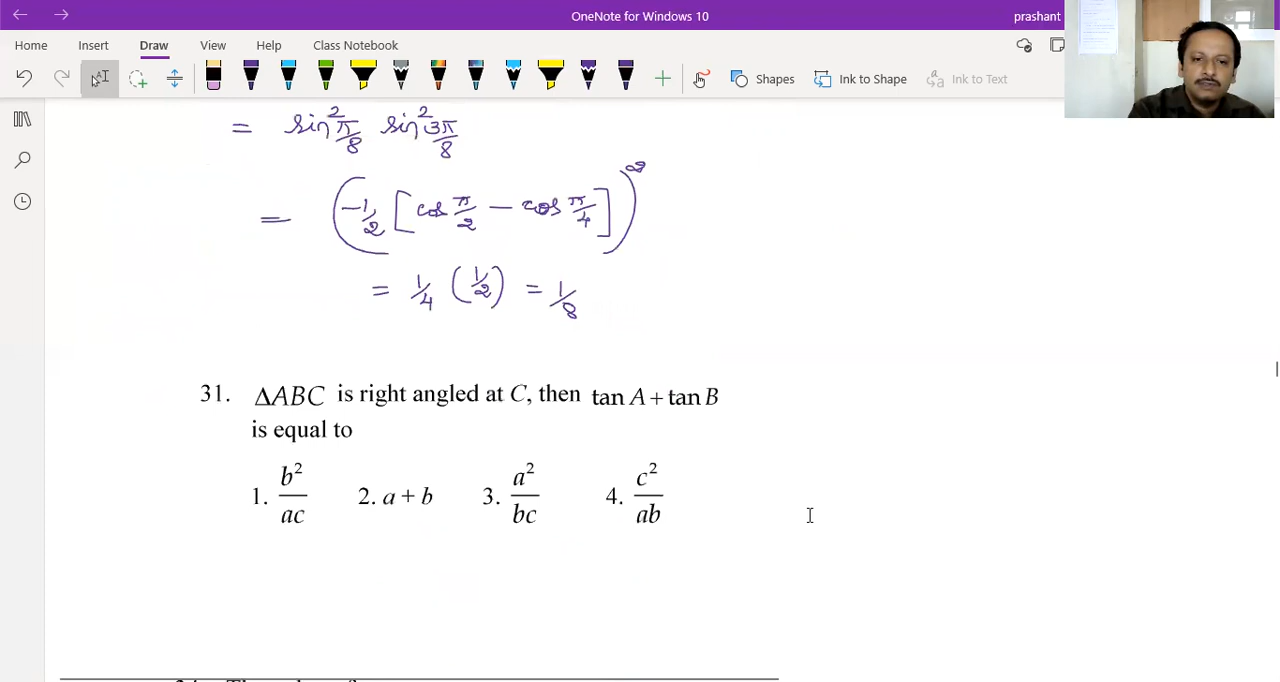 OneNote for Windows 10
prashant
Home Insert Draw View Help Class Notebook
Shapes Ink to Shape Ink to Text
= sin² π/8 sin² 3π/8
= (-1/2 [cos π/2 - cos π/4])²
= 1/4 (1/2) = 1/8
31. ΔABC is right angled at C, then tan A + tan B
is equal to
1. b²/ac 2. a + b 3. a²/bc 4. c²/ab